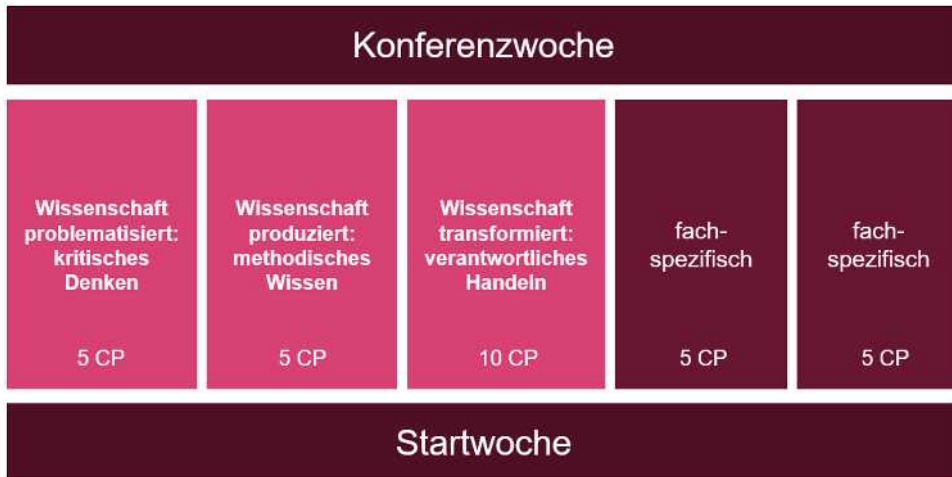 Konferenzwoche
Wissenschaft
problematisiert:
kritisches
Denken
5 CP
Wissenschaft
produziert:
methodisches
Wissen
5 CP
Wissenschaft
transformiert:
verantwortliches
Handeln
10 CP
fach-
spezifisch
5 CP
fach-
spezifisch
5 CP
Startwoche